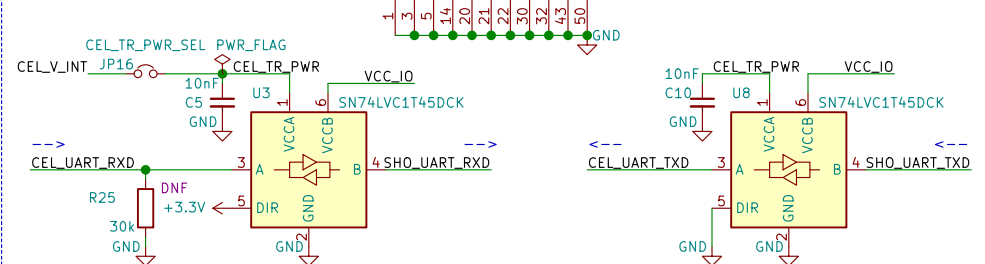 1 3 5 14 20 21 22 30 32 43 50
GND
CEL_TR_PWR_SEL PWR_FLAG
CEL_V_INT JP16 CEL_TR_PWR
10nF
C5
GND
U3
VCC_IO
SN74LVC1T45DCK
1 6
VCCA VCCB
-->
-->
CEL_UART_RXD 3 A B 4 SHO_UART_RXD
R25 DNF
30k
GND
+3.3V 5 DIR
GND
2
GND
10nF CEL_TR_PWR VCC_IO
C10 U8 SN74LVC1T45DCK
GND
1 6
VCCA VCCB
<--
<--
CEL_UART_TXD 3 A B 4 SHO_UART_TXD
5 DIR
GND
GND
2
GND